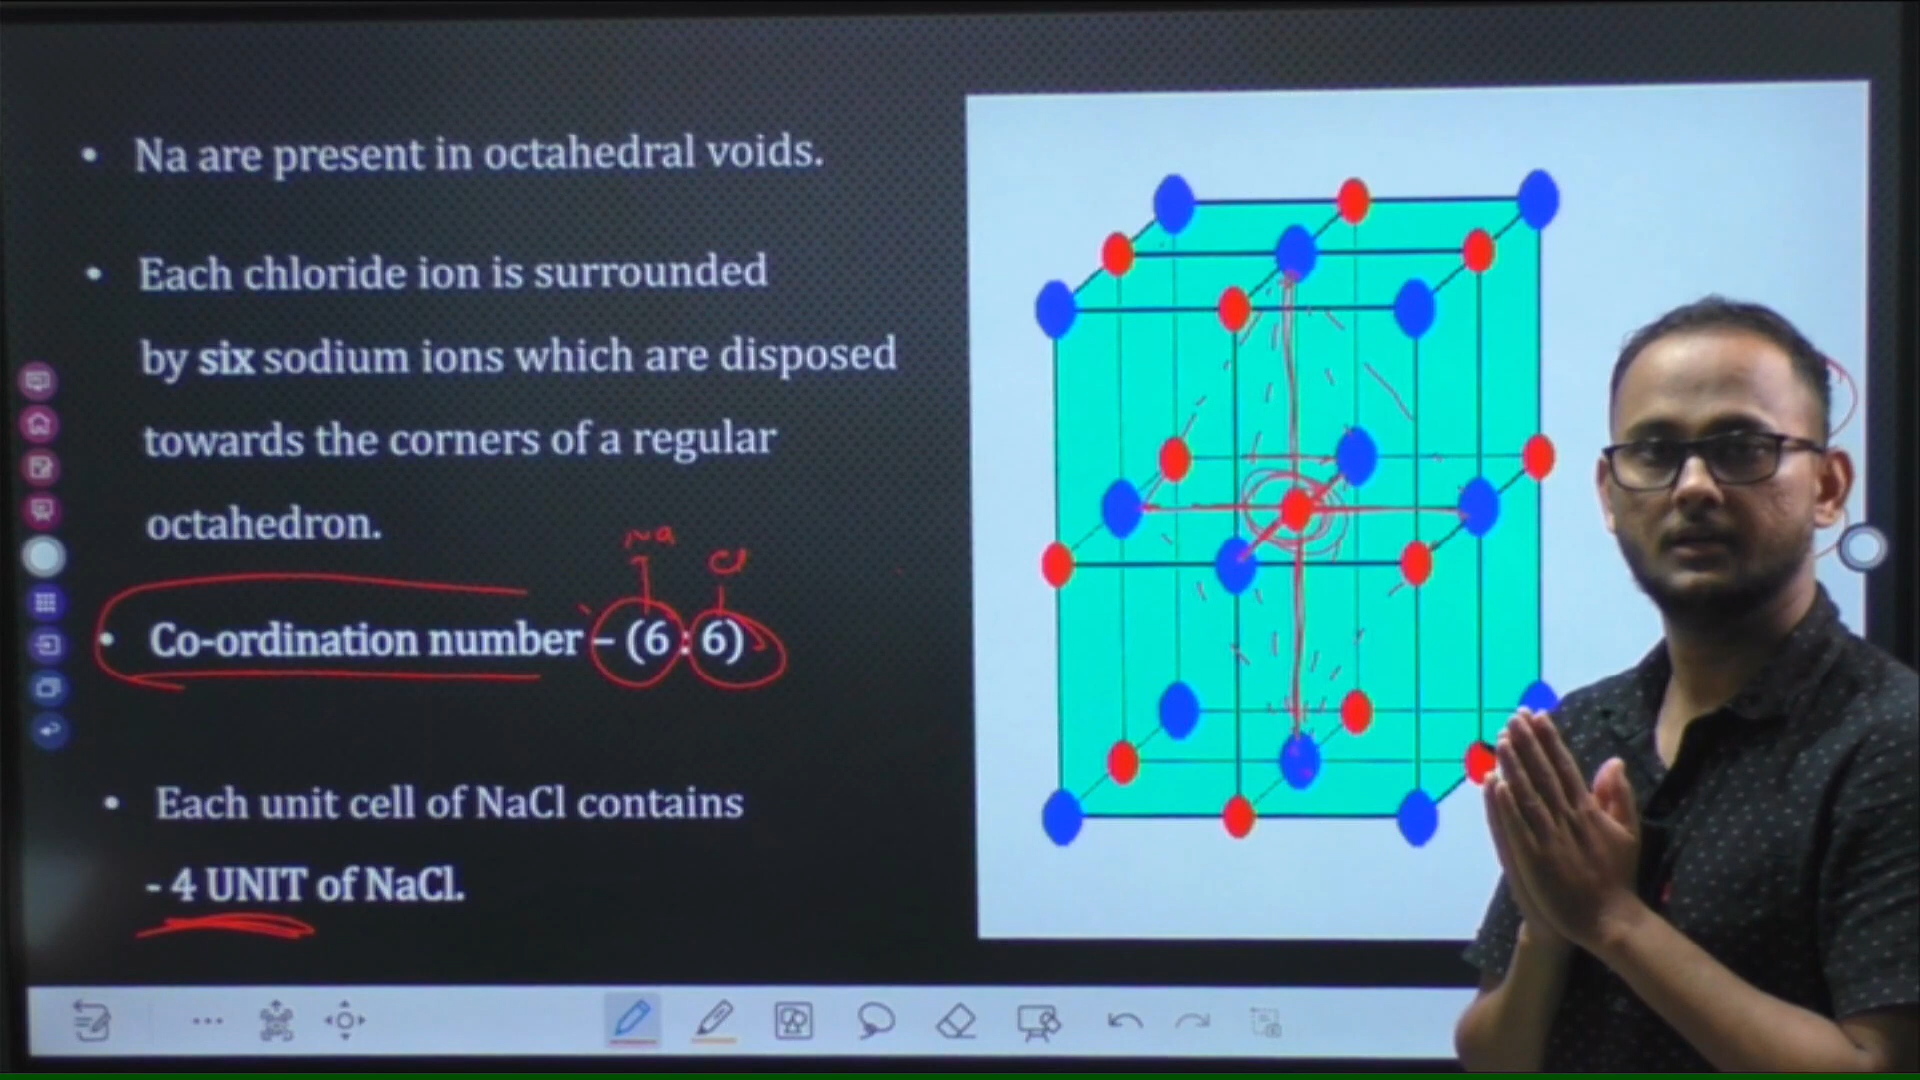 • Na are present in octahedral voids.
• Each chloride ion is surrounded
by six sodium ions which are disposed
towards the corners of a regular
octahedron.
Na Cl
• Co-ordination number – (6 : 6)
• Each unit cell of NaCl contains
- 4 UNIT of NaCl.